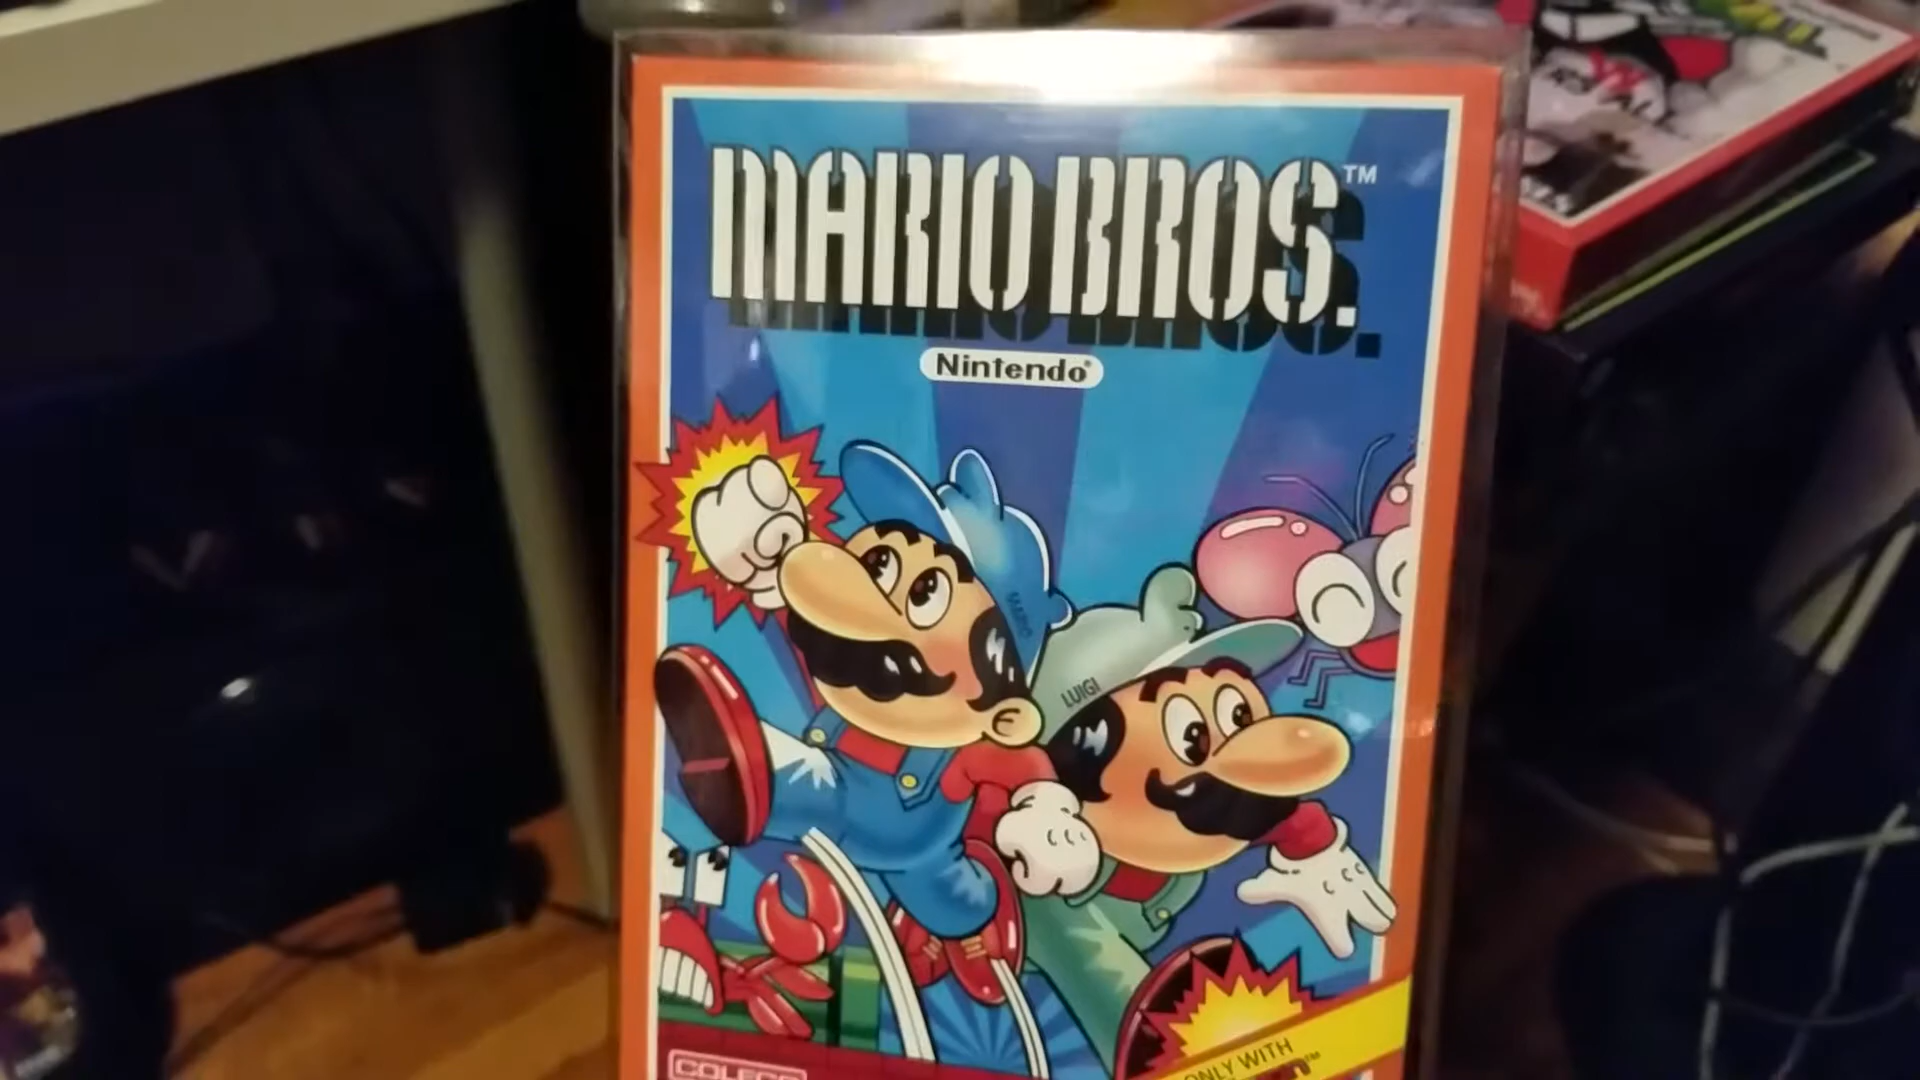 MARIO BROS.™
Nintendo®
MARIO
LUIGI
COLECO
ONLY WITH